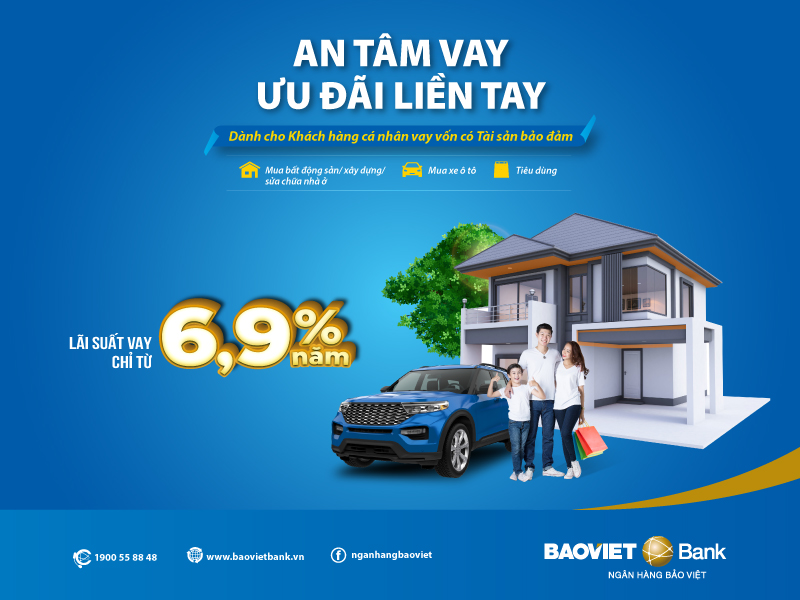 AN TÂM VAY
ƯU ĐÃI LIỀN TAY
Dành cho Khách hàng cá nhân vay vốn có Tài sản bảo đảm
Mua bất động sản/ xây dựng/
sửa chữa nhà ở
Mua xe ô tô
Tiêu dùng
LÃI SUẤT VAY
CHỈ TỪ
6,9%
năm
1900 55 88 48
www.baovietbank.vn
nganhangbaoviet
BAOVIET Bank
NGÂN HÀNG BẢO VIỆT